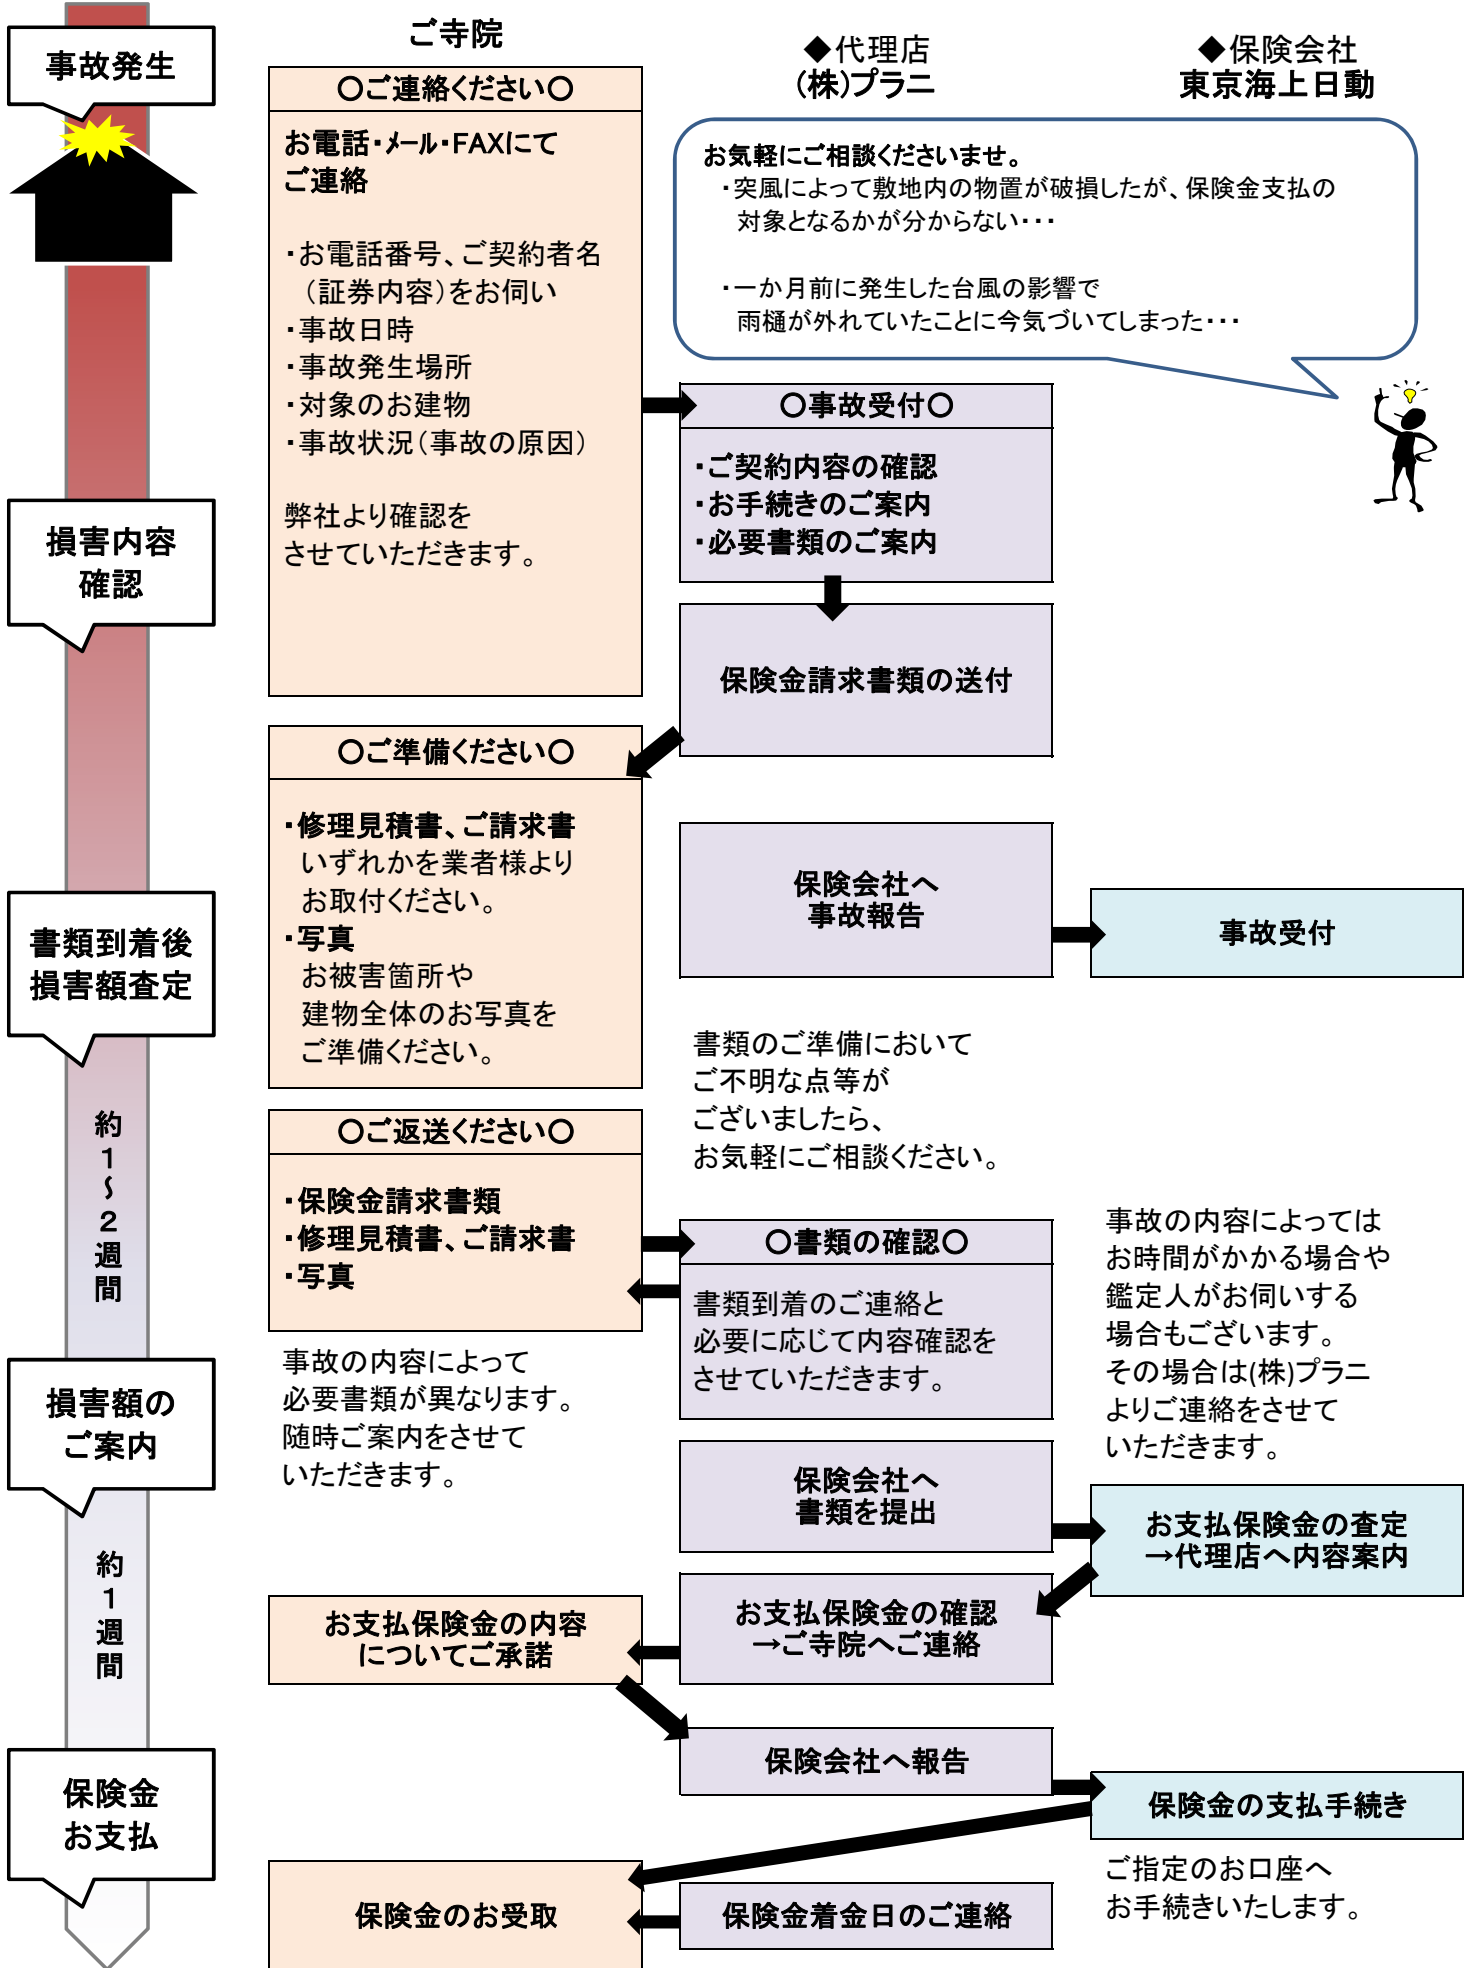 事故発生
ご寺院
◆代理店
(株)プラニ
◆保険会社
東京海上日動
〇ご連絡ください〇
お電話・メール・FAXにて
ご連絡
・お電話番号、ご契約者名
（証券内容）をお伺い
・事故日時
・事故発生場所
・対象のお建物
・事故状況（事故の原因）
弊社より確認を
させていただきます。
お気軽にご相談くださいませ。
・突風によって敷地内の物置が破損したが、保険金支払の
対象となるかが分からない・・・
・一か月前に発生した台風の影響で
雨樋が外れていたことに今気づいてしまった・・・
〇事故受付〇
・ご契約内容の確認
・お手続きのご案内
・必要書類のご案内
損害内容
確認
保険金請求書類の送付
〇ご準備ください〇
・修理見積書、ご請求書
いずれかを業者様より
お取付ください。
・写真
お被害箇所や
建物全体のお写真を
ご準備ください。
保険会社へ
事故報告
事故受付
書類到着後
損害額査定
書類のご準備において
ご不明な点等が
ございましたら、
お気軽にご相談ください。
約1～2週間
〇ご返送ください〇
・保険金請求書類
・修理見積書、ご請求書
・写真
〇書類の確認〇
書類到着のご連絡と
必要に応じて内容確認を
させていただきます。
事故の内容によっては
お時間がかかる場合や
鑑定人がお伺いする
場合もございます。
その場合は(株)プラニ
よりご連絡をさせて
いただきます。
事故の内容によって
必要書類が異なります。
随時ご案内をさせて
いただきます。
損害額の
ご案内
保険会社へ
書類を提出
お支払保険金の査定
→代理店へ内容案内
約1週間
お支払保険金の確認
→ご寺院へご連絡
お支払保険金の内容
についてご承諾
保険会社へ報告
保険金の支払手続き
保険金
お支払
ご指定のお口座へ
お手続きいたします。
保険金のお受取
保険金着金日のご連絡